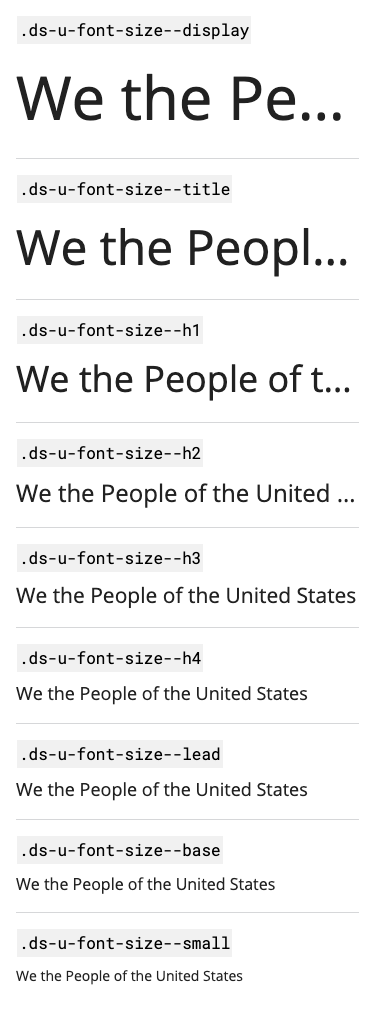 .ds-u-font-size--display
We the Pe...
.ds-u-font-size--title
We the Peopl...
.ds-u-font-size--h1
We the People of t...
.ds-u-font-size--h2
We the People of the United ...
.ds-u-font-size--h3
We the People of the United States
.ds-u-font-size--h4
We the People of the United States
.ds-u-font-size--lead
We the People of the United States
.ds-u-font-size--base
We the People of the United States
.ds-u-font-size--small
We the People of the United States